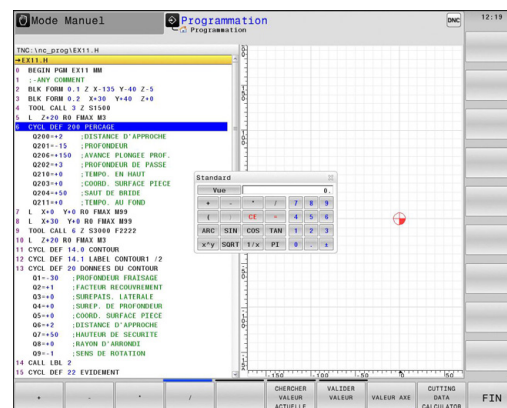 Mode Manuel
Programmation
Programmation
DNC
12:19
TNC:\nc_prog\EX11.H
→EX11.H
0 BEGIN PGM EX11 MM
1 ;-ANY COMMENT
2 BLK FORM 0.1 Z X-135 Y-40 Z-5
3 BLK FORM 0.2 X+30 Y+40 Z+0
4 TOOL CALL 3 Z S1500
5 L Z+20 R0 FMAX M3
6 CYCL DEF 200 PERCAGE
Q200=+2 ;DISTANCE D'APPROCHE
Q201=-15 ;PROFONDEUR
Q206=+150 ;AVANCE PLONGEE PROF.
Q202=+3 ;PROFONDEUR DE PASSE
Q210=+0 ;TEMPO. EN HAUT
Q203=+0 ;COORD. SURFACE PIECE
Q204=+50 ;SAUT DE BRIDE
Q211=+0 ;TEMPO. AU FOND
7 L X+0 Y+0 R0 FMAX M99
8 L X+30 Y+0 R0 FMAX M99
9 TOOL CALL 6 Z S3000 F2222
10 L Z+20 R0 FMAX M3
11 CYCL DEF 14.0 CONTOUR
12 CYCL DEF 14.1 LABEL CONTOUR1 /2
13 CYCL DEF 20 DONNEES DU CONTOUR
Q1=-30 ;PROFONDEUR FRAISAGE
Q2=+1 ;FACTEUR RECOUVREMENT
Q3=+0 ;SUREPAIS. LATERALE
Q4=+0 ;SUREP. DE PROFONDEUR
Q5=+0 ;COORD. SURFACE PIECE
Q6=+2 ;DISTANCE D'APPROCHE
Q7=+50 ;HAUTEUR DE SECURITE
Q8=+0 ;RAYON D'ARRONDI
Q9=-1 ;SENS DE ROTATION
14 CALL LBL 2
15 CYCL DEF 22 EVIDEMENT
Standard
Vue 0.
+ - * / 7 8 9
( ) CE = 4 5 6
ARC SIN COS TAN 1 2 3
x^y SQRT 1/x PI 0 . ±
-150 -100 -50 0 50
+ - * /
CHERCHER VALEUR ACTUELLE
VALIDER VALEUR
VALEUR AXE
CUTTING DATA CALCULATOR
FIN